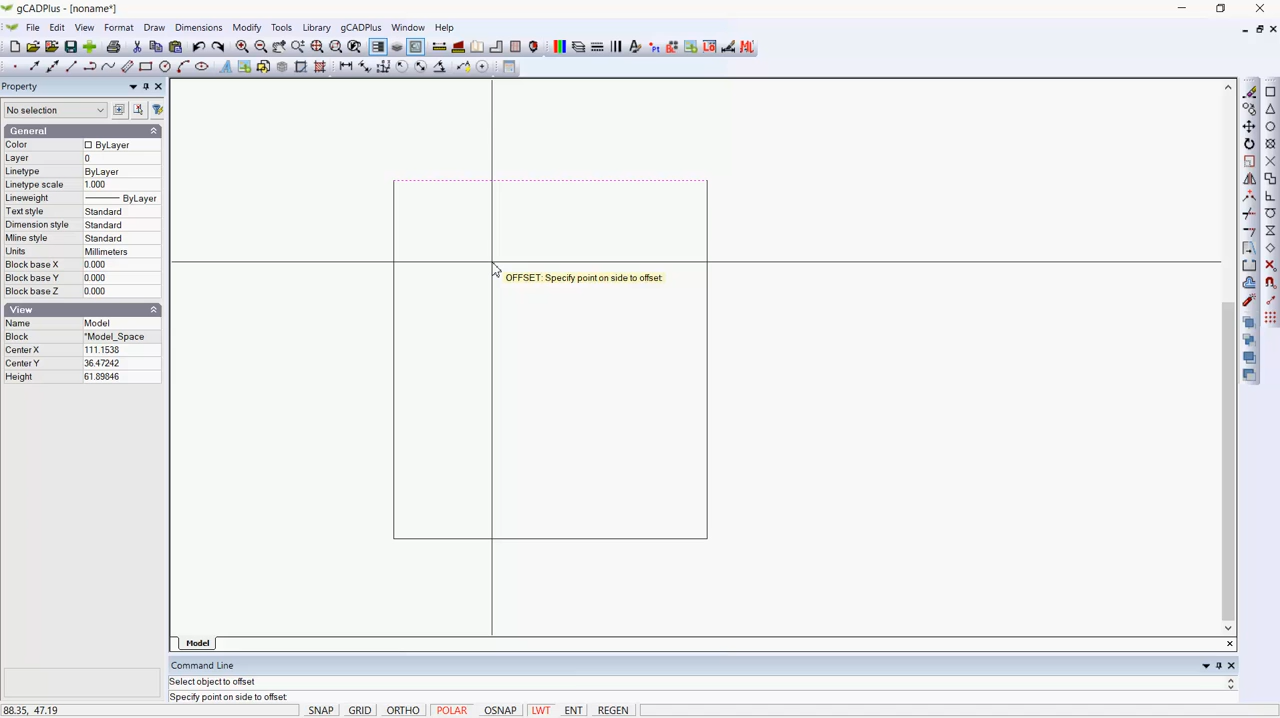 gCADPlus - [noname*]
File Edit View Format Draw Dimensions Modify Tools Library gCADPlus Window Help
Property
No selection
General
Color ByLayer
Layer 0
Linetype ByLayer
Linetype scale 1.000
Lineweight ByLayer
Text style Standard
Dimension style Standard
Mline style Standard
Units Millimeters
Block base X 0.000
Block base Y 0.000
Block base Z 0.000
View
Name Model
Block *Model_Space
Center X 111.1538
Center Y 36.47242
Height 61.89846
OFFSET: Specify point on side to offset:
Model
Command Line
Select object to offset
Specify point on side to offset:
88.35, 47.19 SNAP GRID ORTHO POLAR OSNAP LWT ENT REGEN